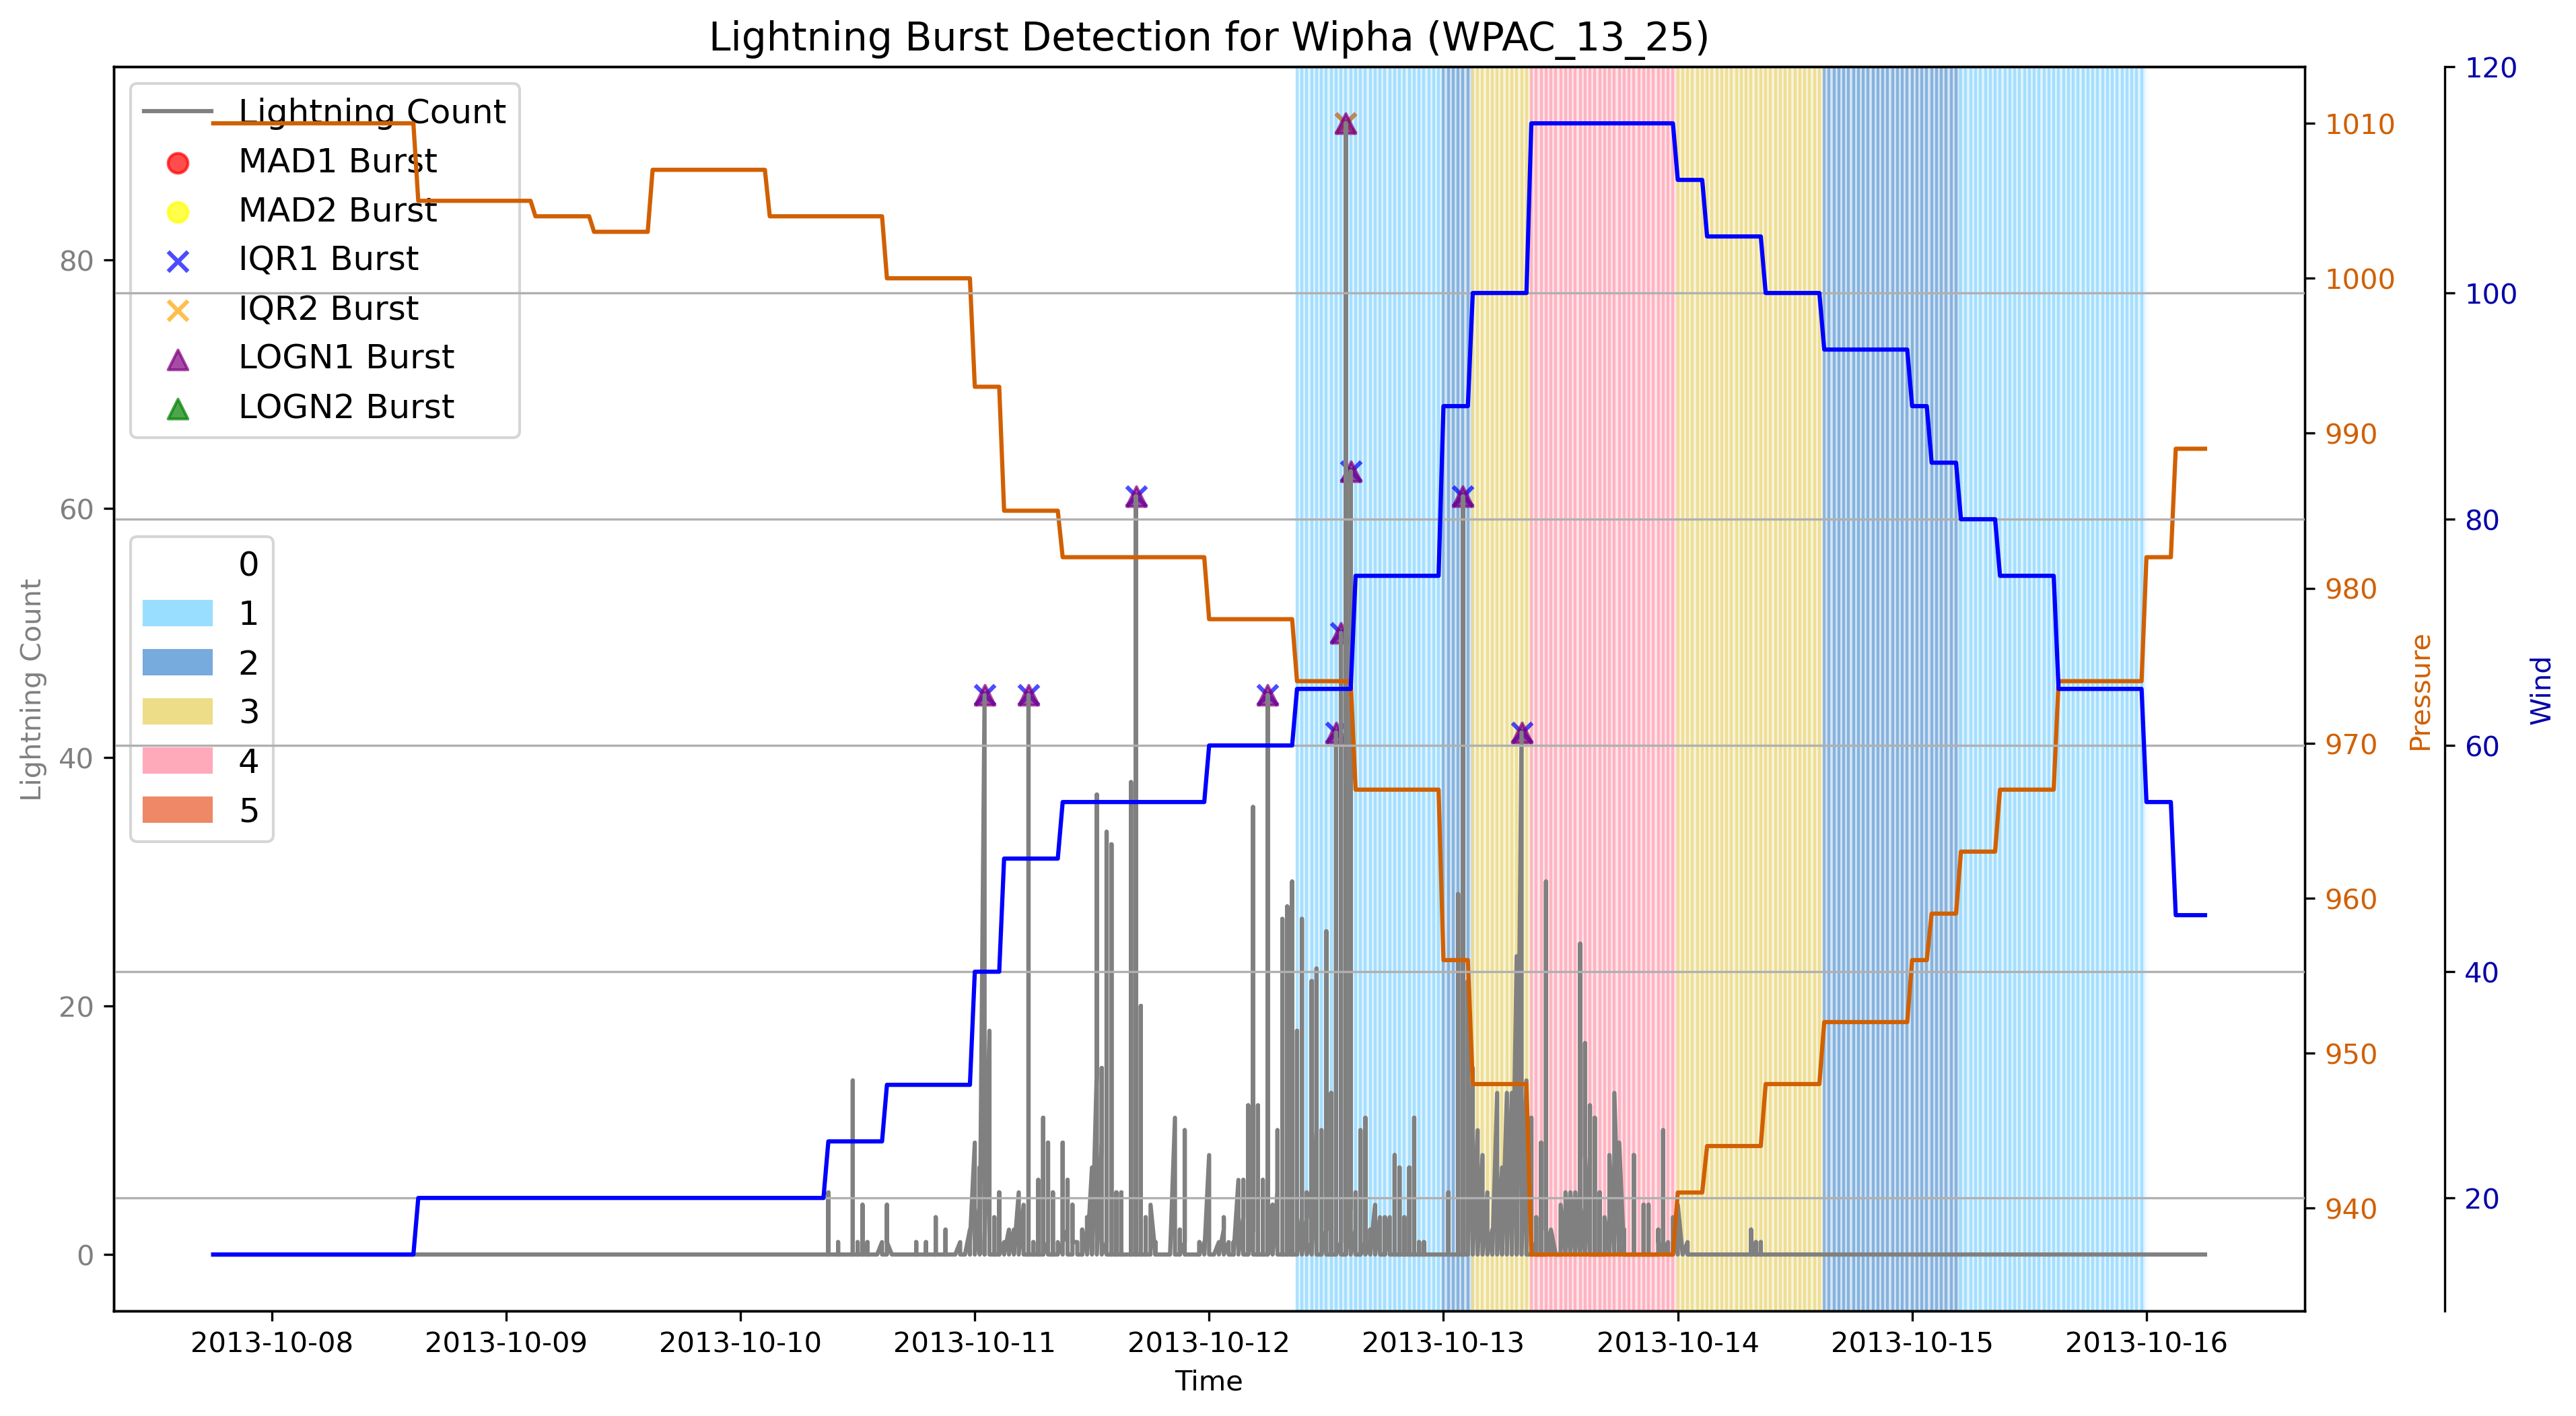 Lightning Burst Detection for Wipha (WPAC_13_25)
Lightning Count
MAD1 Burst
MAD2 Burst
IQR1 Burst
IQR2 Burst
LOGN1 Burst
LOGN2 Burst
0
1
2
3
4
5
Lightning Count
80
60
40
20
0
1010
1000
990
980
970
960
950
940
Pressure
120
100
80
60
40
20
Wind
2013-10-08
2013-10-09
2013-10-10
2013-10-11
2013-10-12
2013-10-13
2013-10-14
2013-10-15
2013-10-16
Time